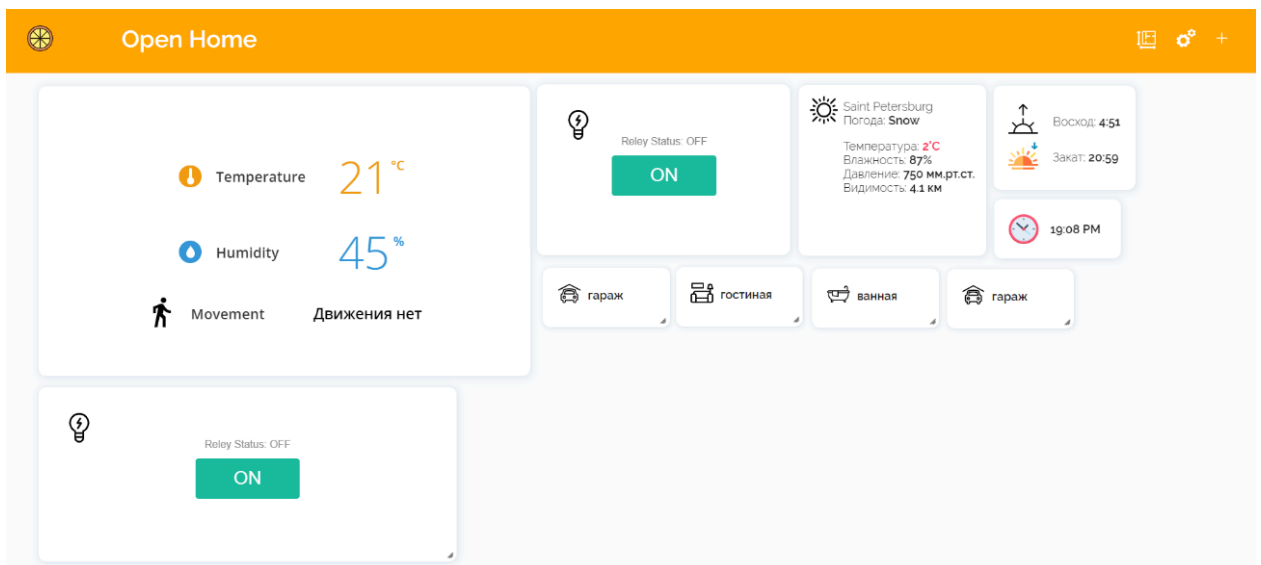 Open Home
Temperature 21 °C
Humidity 45 %
Movement Движения нет
Reley Status: OFF
ON
Saint Petersburg
Погода: Snow
Температура: 2°C
Влажность: 87%
Давление: 750 мм.рт.ст.
Видимость: 4.1 км
Восход: 4:51
Закат: 20:59
19:08 PM
гараж
гостиная
ванная
гараж
Reley Status: OFF
ON